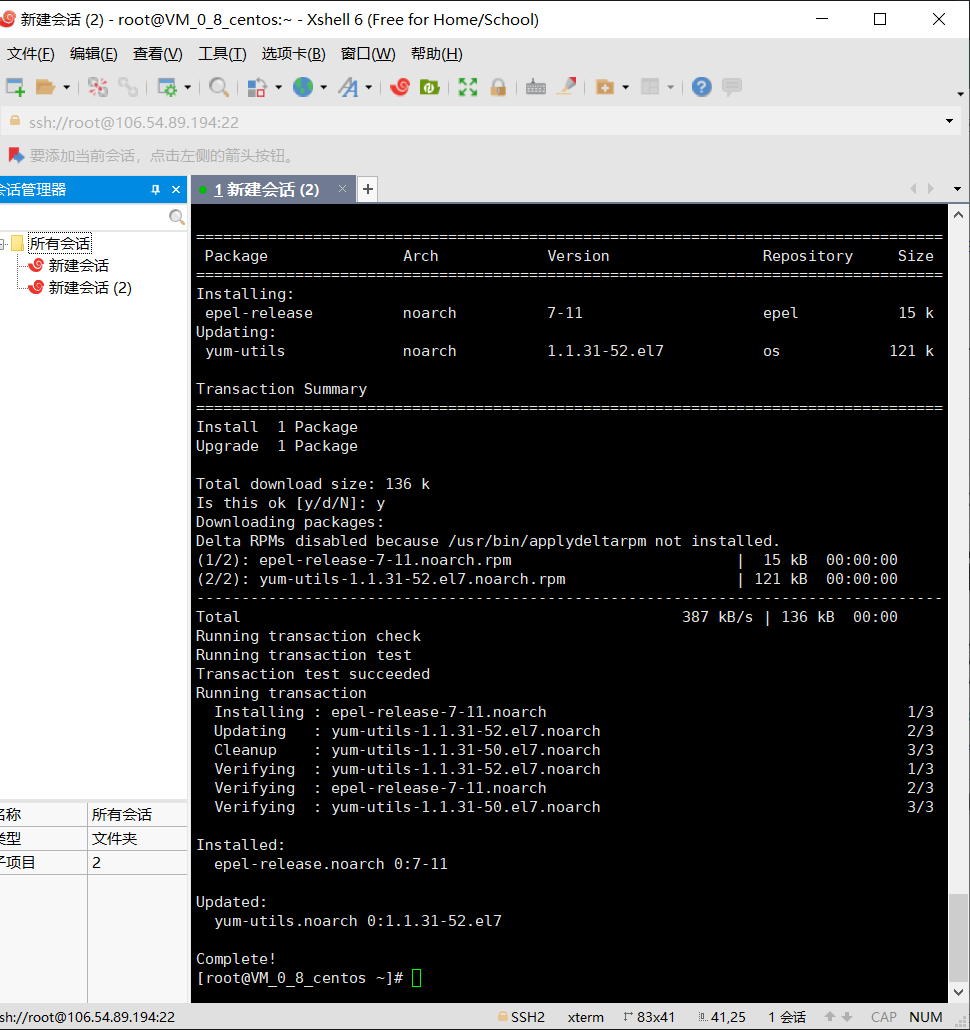 新建会话 (2) - root@VM_0_8_centos:~ - Xshell 6 (Free for Home/School)
文件(F) 编辑(E) 查看(V) 工具(T) 选项卡(B) 窗口(W) 帮助(H)
ssh://root@106.54.89.194:22
要添加当前会话，点击左侧的箭头按钮。
会话管理器
1 新建会话 (2)
所有会话
新建会话
新建会话 (2)
================================================================================
Package Arch Version Repository Size
================================================================================
Installing:
epel-release noarch 7-11 epel 15 k
Updating:
yum-utils noarch 1.1.31-52.el7 os 121 k
Transaction Summary
================================================================================
Install 1 Package
Upgrade 1 Package
Total download size: 136 k
Is this ok [y/d/N]: y
Downloading packages:
Delta RPMs disabled because /usr/bin/applydeltarpm not installed.
(1/2): epel-release-7-11.noarch.rpm | 15 kB 00:00:00
(2/2): yum-utils-1.1.31-52.el7.noarch.rpm | 121 kB 00:00:00
--------------------------------------------------------------------------------
Total 387 kB/s | 136 kB 00:00
Running transaction check
Running transaction test
Transaction test succeeded
Running transaction
Installing : epel-release-7-11.noarch 1/3
Updating : yum-utils-1.1.31-52.el7.noarch 2/3
Cleanup : yum-utils-1.1.31-50.el7.noarch 3/3
Verifying : yum-utils-1.1.31-52.el7.noarch 1/3
Verifying : epel-release-7-11.noarch 2/3
Verifying : yum-utils-1.1.31-50.el7.noarch 3/3
Installed:
epel-release.noarch 0:7-11
Updated:
yum-utils.noarch 0:1.1.31-52.el7
Complete!
[root@VM_0_8_centos ~]#
名称 所有会话
类型 文件夹
子项目 2
sh://root@106.54.89.194:22 SSH2 xterm 83x41 41,25 1 会话 CAP NUM